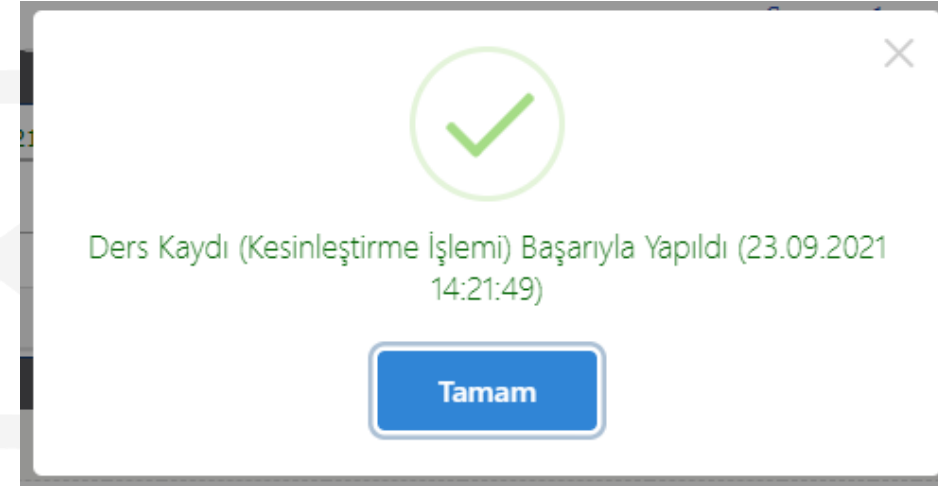 Ders Kaydı (Kesinleştirme İşlemi) Başarıyla Yapıldı (23.09.2021
14:21:49)
Tamam